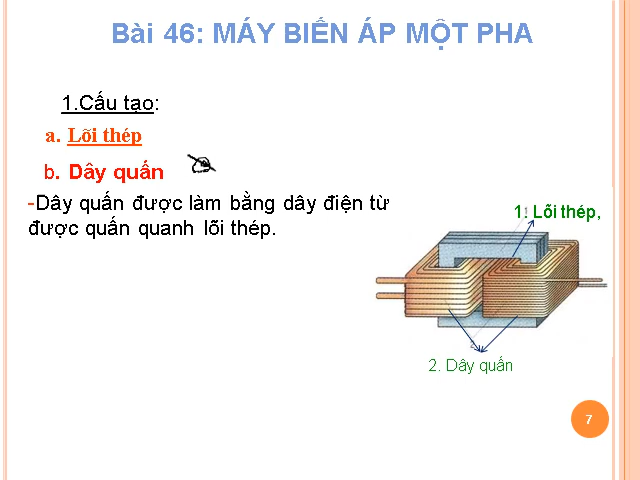 Bài 46: MÁY BIẾN ÁP MỘT PHA
1.Cấu tạo:
a. Lõi thép
b. Dây quấn
-Dây quấn được làm bằng dây điện từ
được quấn quanh lõi thép.
1. Lõi thép,
2
2. Dây quấn
7